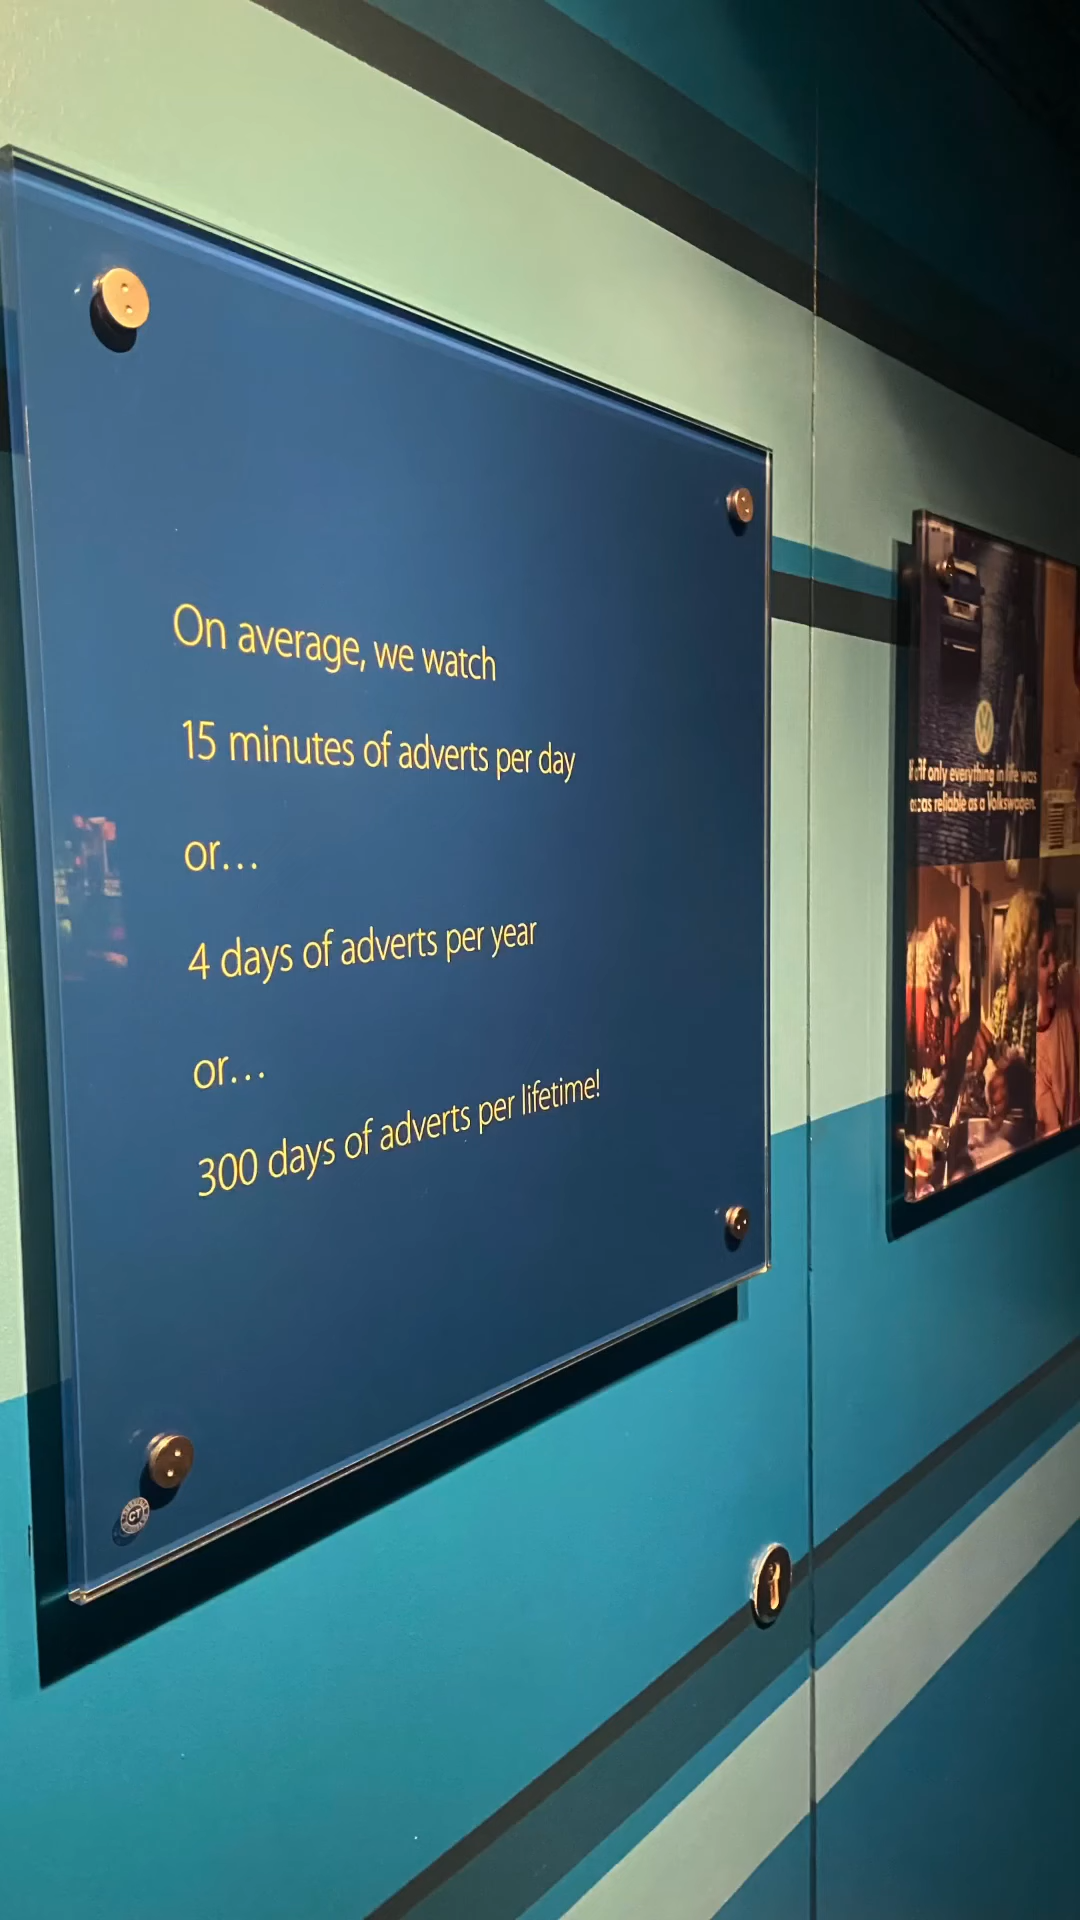 On average, we watch
15 minutes of adverts per day
or...
4 days of adverts per year
or...
300 days of adverts per lifetime!
CT
If only everything in life was
as reliable as a Volkswagen.